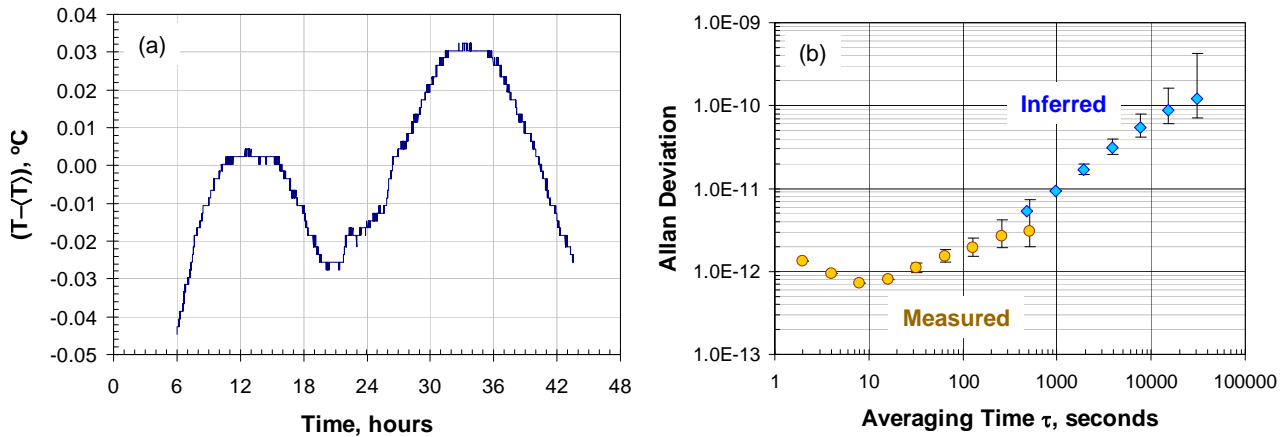 (a)
(T–⟨T⟩), ºC
0.04
0.03
0.02
0.01
0.00
-0.01
-0.02
-0.03
-0.04
-0.05
0 6 12 18 24 30 36 42 48
Time, hours
(b)
Allan Deviation
1.0E-09
1.0E-10
1.0E-11
1.0E-12
1.0E-13
Inferred
Measured
1 10 100 1000 10000 100000
Averaging Time τ, seconds